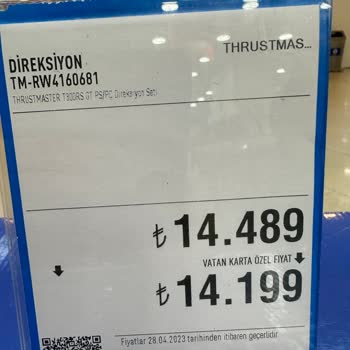 THRUSTMAS...
DİREKSİYON
TM-RW4160681
THRUSTMASTER T300RS GT PS/PC Direksiyon Seti
₺ 14.489
VATAN KARTA ÖZEL FİYAT
₺ 14.199
Fiyatlar 28.04.2023 tarihinden itibaren geçerlidir.